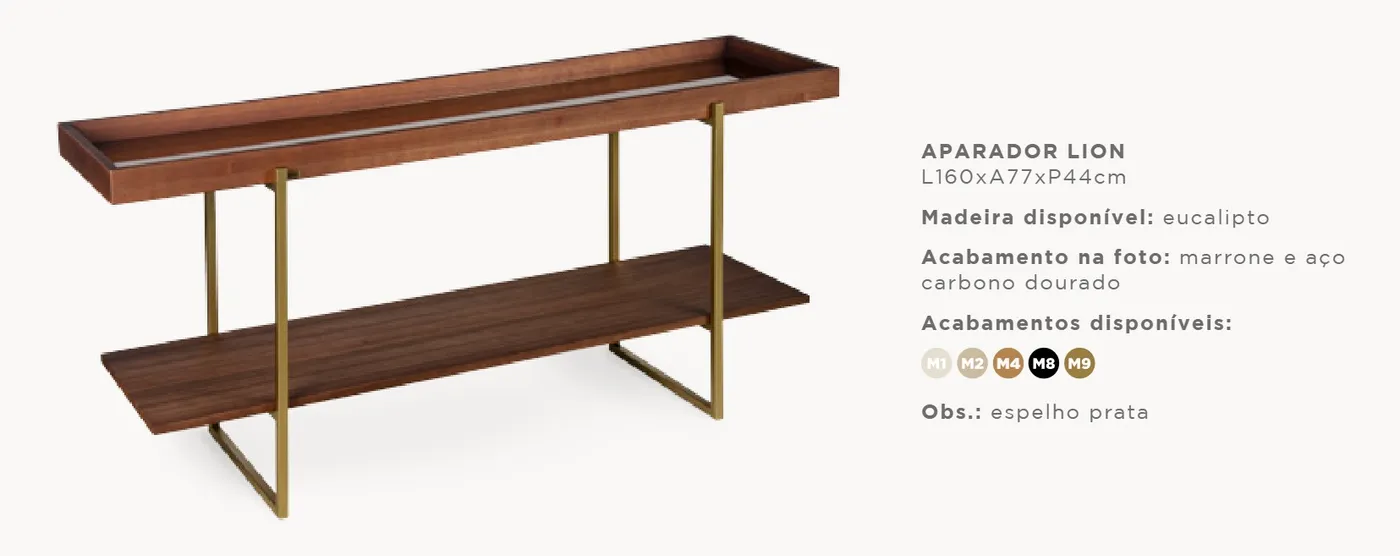 APARADOR LION
L160xA77xP44cm
Madeira disponível: eucalipto
Acabamento na foto: marrone e aço
carbono dourado
Acabamentos disponíveis:
M1 M2 M4 M8 M9
Obs.: espelho prata